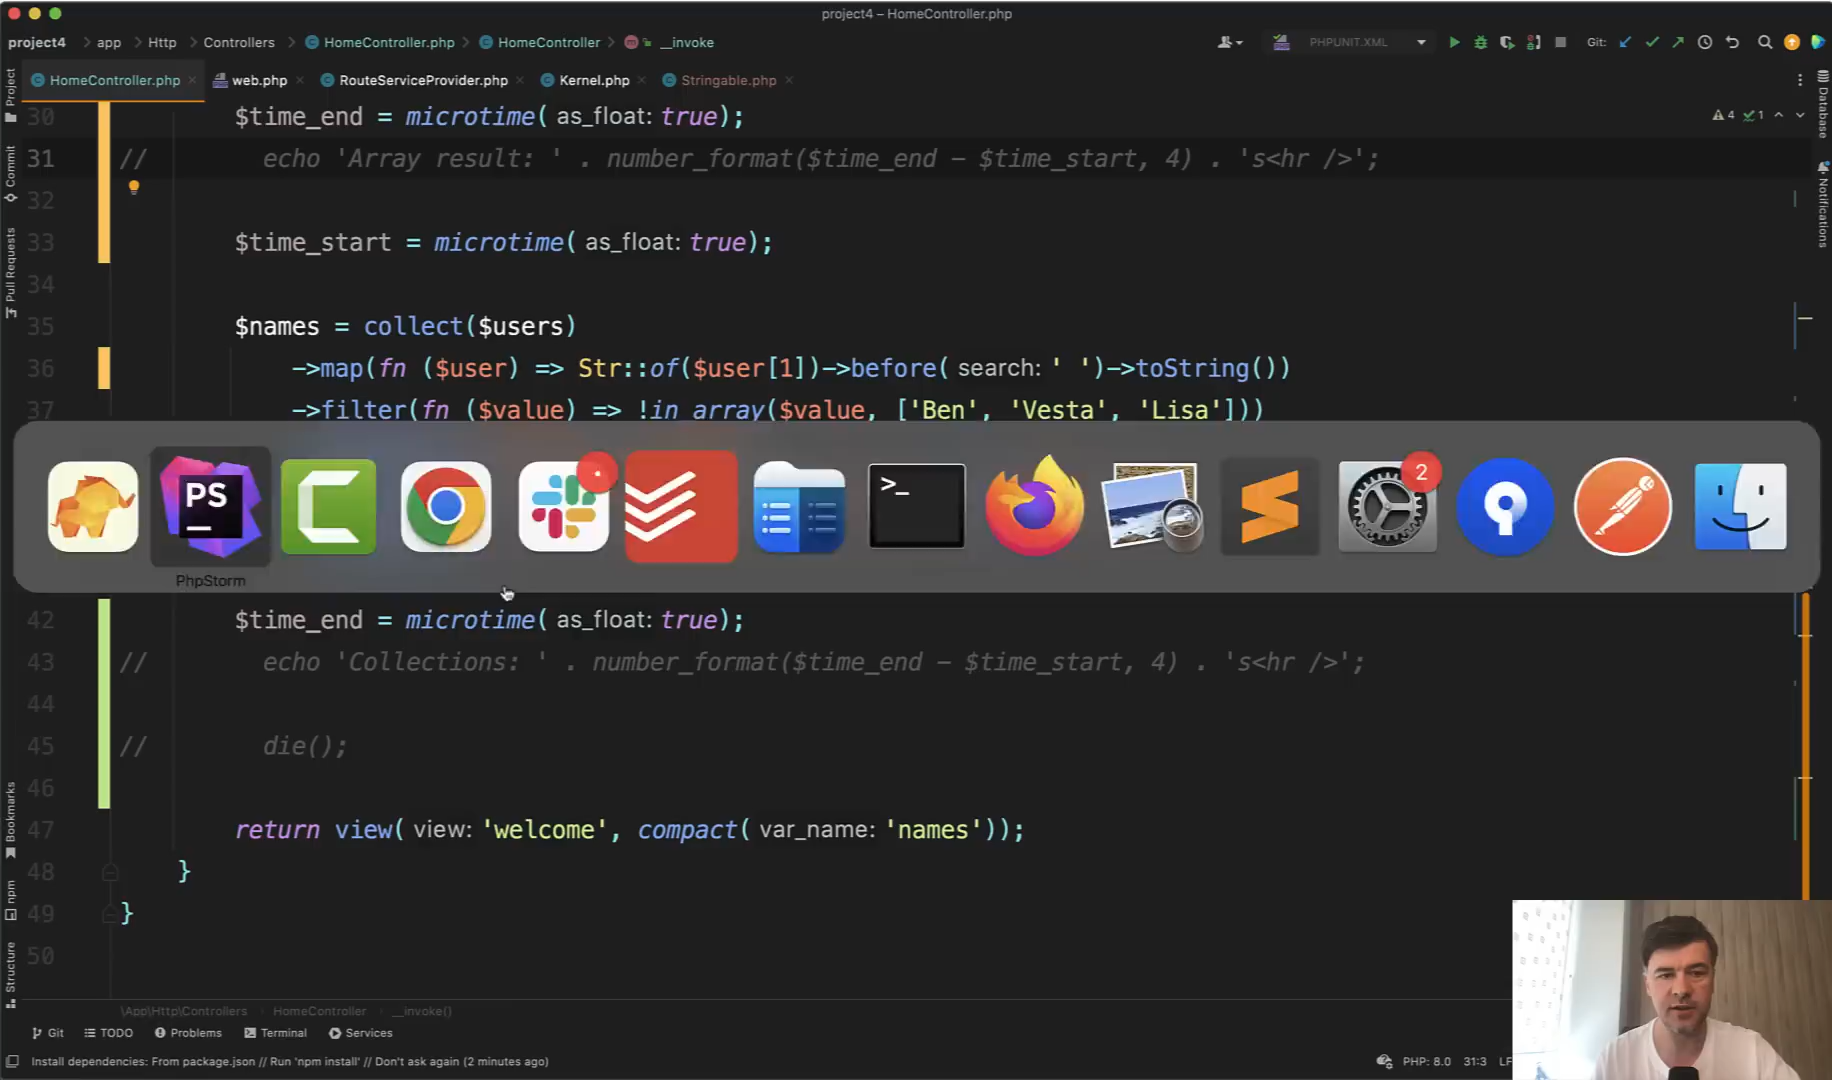 project4 – HomeController.php
project4 app Http Controllers HomeController.php HomeController __invoke PHPUNIT.XML Git:
HomeController.php web.php RouteServiceProvider.php Kernel.php Stringable.php
Project
Commit
Pull Requests
Bookmarks
npm
Structure
Database
Notifications
4 1
30 $time_end = microtime( as_float: true);
31 // echo 'Array result: ' . number_format($time_end - $time_start, 4) . 's<hr />';
32
33 $time_start = microtime( as_float: true);
34
35 $names = collect($users)
36 ->map(fn ($user) => Str::of($user[1])->before( search: ' ')->toString())
37 ->filter(fn ($value) => !in_array($value, ['Ben', 'Vesta', 'Lisa']))
PS
>_
2
PhpStorm
42 $time_end = microtime( as_float: true);
43 // echo 'Collections: ' . number_format($time_end - $time_start, 4) . 's<hr />';
44
45 // die();
46
47 return view( view: 'welcome', compact( var_name: 'names'));
48 }
49 }
50
\App\Http\Controllers HomeController __invoke()
Git TODO Problems Terminal Services
Install dependencies: From package.json // Run 'npm install' // Don't ask again (2 minutes ago) PHP: 8.0 31:3 LF